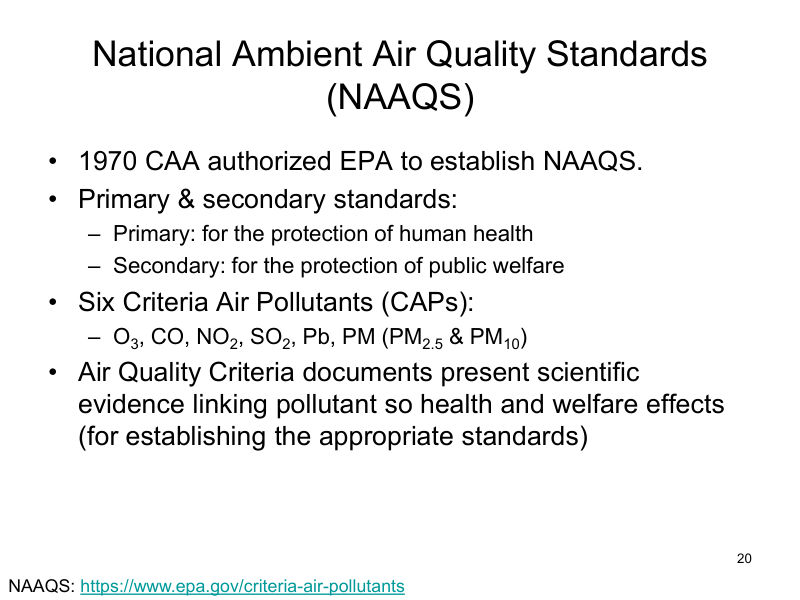 National Ambient Air Quality Standards
(NAAQS)
• 1970 CAA authorized EPA to establish NAAQS.
• Primary & secondary standards:
– Primary: for the protection of human health
– Secondary: for the protection of public welfare
• Six Criteria Air Pollutants (CAPs):
– O₃, CO, NO₂, SO₂, Pb, PM (PM₂.₅ & PM₁₀)
• Air Quality Criteria documents present scientific
evidence linking pollutant so health and welfare effects
(for establishing the appropriate standards)
20
NAAQS: https://www.epa.gov/criteria-air-pollutants